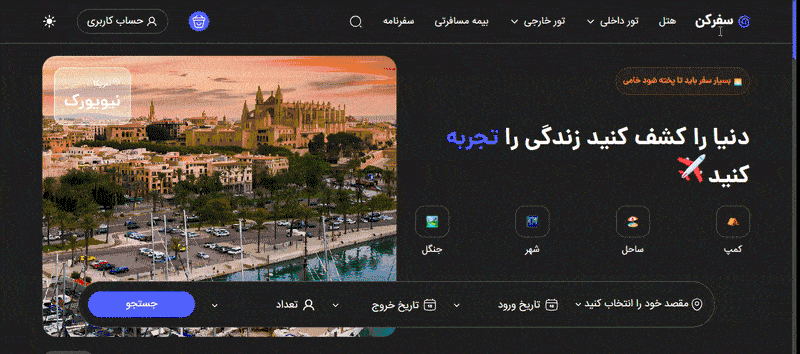 سفرکن
هتل
تور داخلی
تور خارجی
بیمه مسافرتی
سفرنامه
حساب کاربری
بسیار سفر باید تا پخته شود خامی
آمریکا
نیویورک
دنیا را کشف کنید زندگی را تجربه
کنید
کمپ
ساحل
شهر
جنگل
مقصد خود را انتخاب کنید
تاریخ ورود
تاریخ خروج
تعداد
جستجو